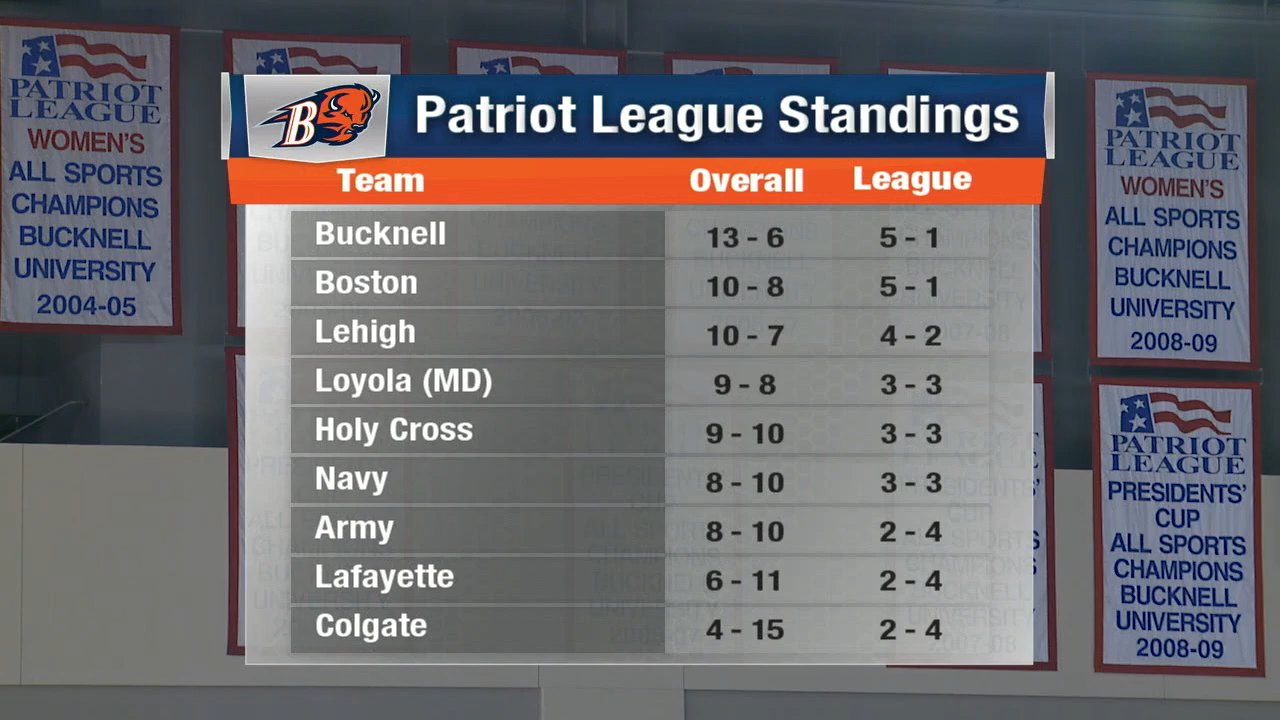 B
Patriot League Standings
Team Overall League
Bucknell 13 - 6 5 - 1
Boston 10 - 8 5 - 1
Lehigh 10 - 7 4 - 2
Loyola (MD) 9 - 8 3 - 3
Holy Cross 9 - 10 3 - 3
Navy 8 - 10 3 - 3
Army 8 - 10 2 - 4
Lafayette 6 - 11 2 - 4
Colgate 4 - 15 2 - 4
PATRIOT
LEAGUE
WOMEN'S
ALL SPORTS
CHAMPIONS
BUCKNELL
UNIVERSITY
2004-05
PATRIOT
LEAGUE
WOMEN'S
ALL SPORTS
CHAMPIONS
BUCKNELL
UNIVERSITY
2008-09
PATRIOT
LEAGUE
PRESIDENTS'
CUP
ALL SPORTS
CHAMPIONS
BUCKNELL
UNIVERSITY
2008-09